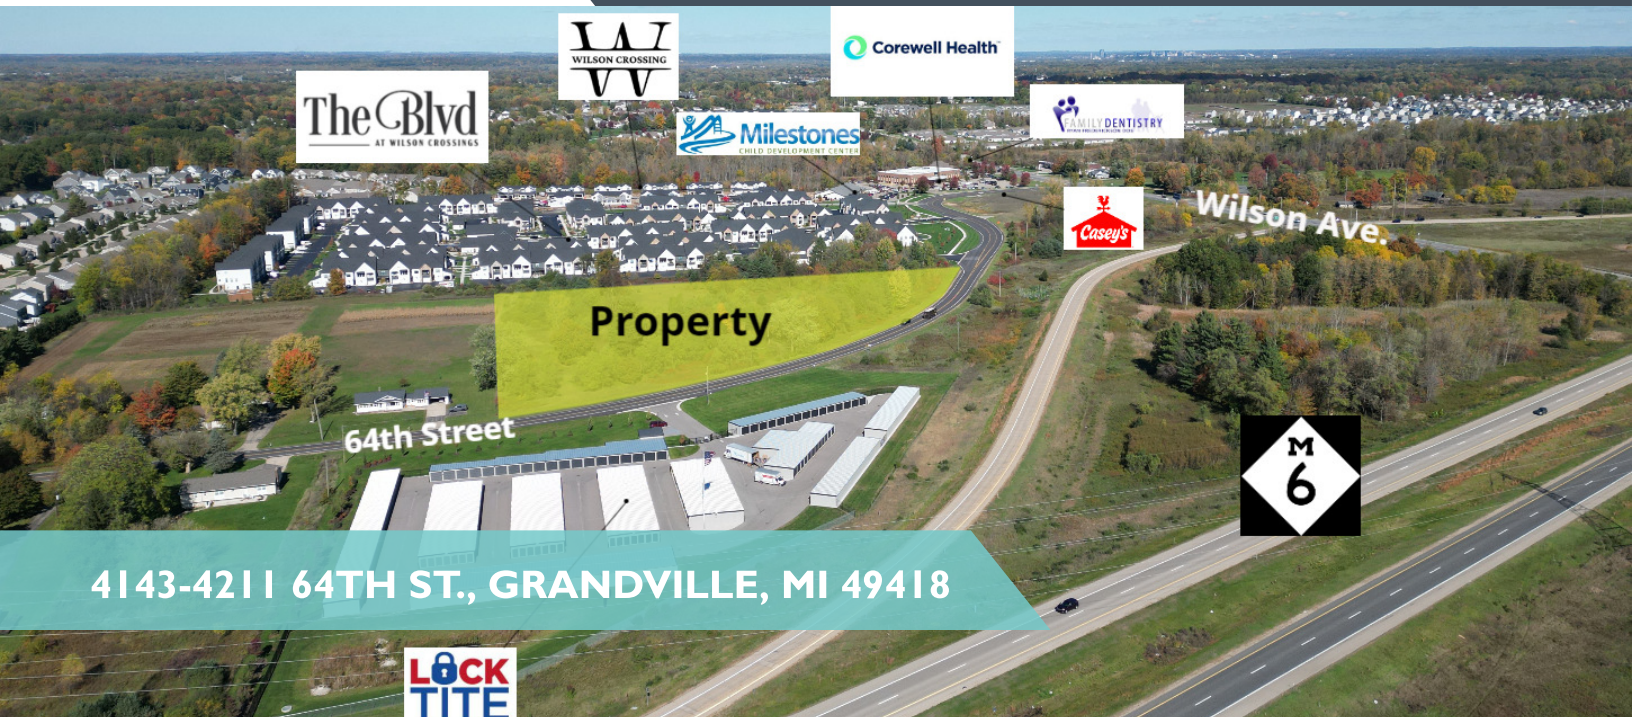 W
WILSON CROSSING
Corewell Health™
The Blvd
AT WILSON CROSSINGS
FAMILY DENTISTRY
Milestones
CHILD DEVELOPMENT CENTER
Casey's
Wilson Ave.
Property
64th Street
M
6
4143-4211 64TH ST., GRANDVILLE, MI 49418
LOCK
TITE